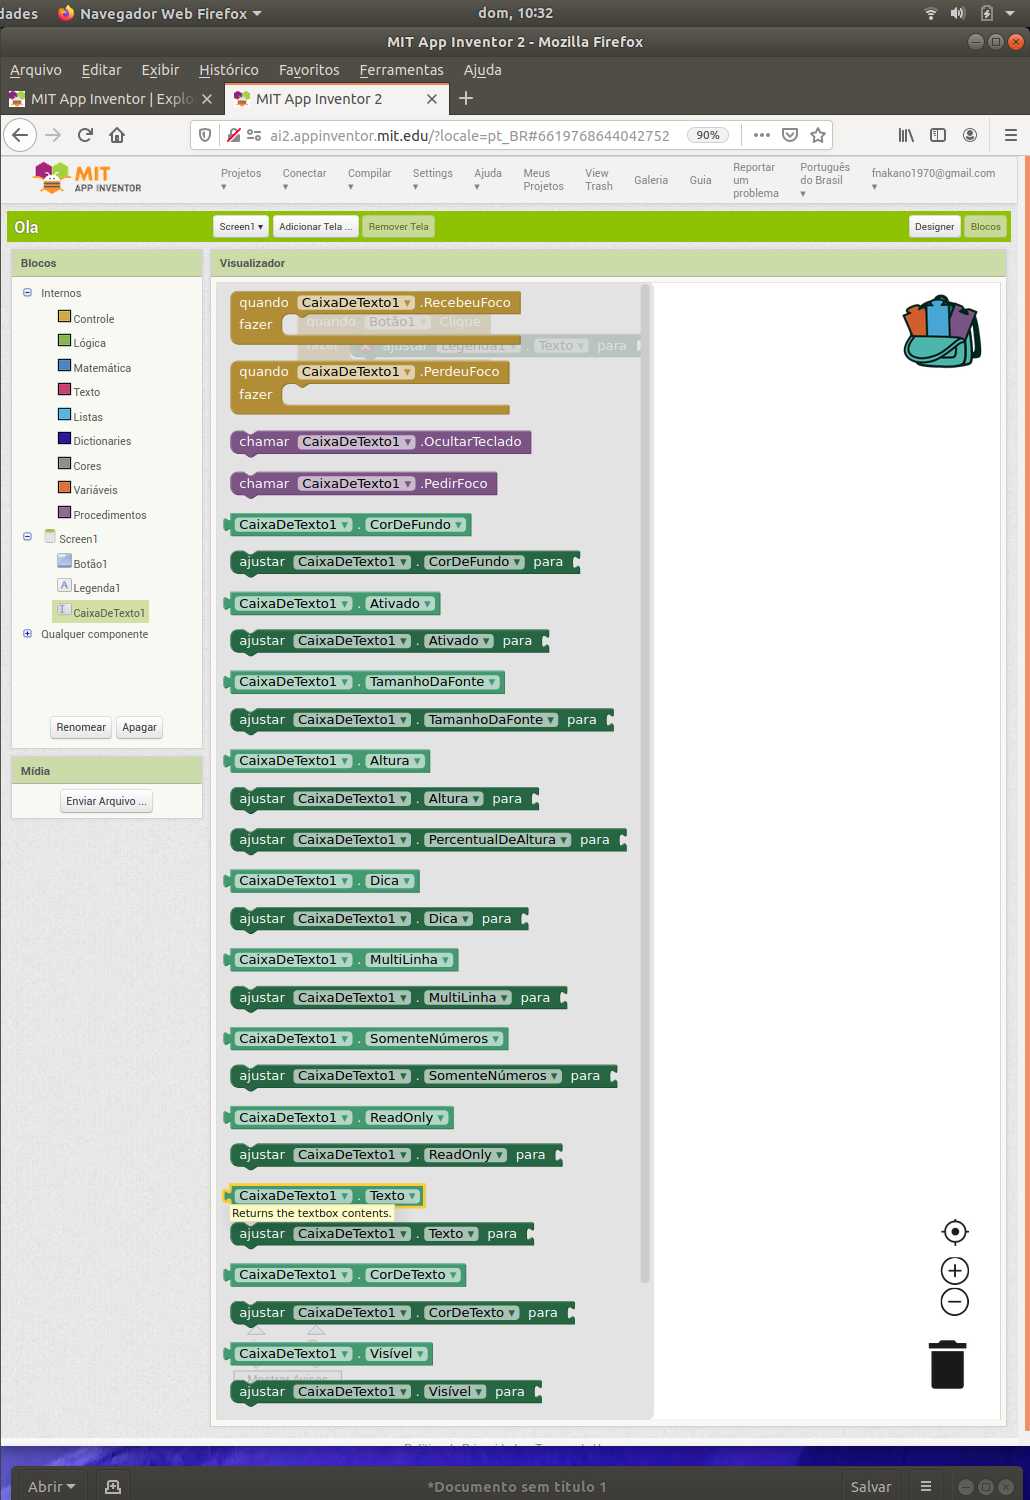 dades Navegador Web Firefox dom, 10:32
MIT App Inventor 2 - Mozilla Firefox
Arquivo Editar Exibir Histórico Favoritos Ferramentas Ajuda
MIT App Inventor | Explo MIT App Inventor 2
ai2.appinventor.mit.edu/?locale=pt_BR#6619768644042752 90%
MIT APP INVENTOR
Projetos Conectar Compilar Settings Ajuda Meus Projetos View Trash Galeria Guia Reportar um problema Português do Brasil fnakano1970@gmail.com
Ola Screen1 Adicionar Tela ... Remover Tela Designer Blocos
Blocos
Internos
Controle
Lógica
Matemática
Texto
Listas
Dictionaries
Cores
Variáveis
Procedimentos
Screen1
Botão1
Legenda1
CaixaDeTexto1
Qualquer componente
Renomear Apagar
Mídia
Enviar Arquivo ...
Visualizador
quando CaixaDeTexto1 .RecebeuFoco
fazer
quando Botão1 .Clique
ajustar Legenda1 . Texto para
quando CaixaDeTexto1 .PerdeuFoco
fazer
chamar CaixaDeTexto1 .OcultarTeclado
chamar CaixaDeTexto1 .PedirFoco
CaixaDeTexto1 . CorDeFundo
ajustar CaixaDeTexto1 . CorDeFundo para
CaixaDeTexto1 . Ativado
ajustar CaixaDeTexto1 . Ativado para
CaixaDeTexto1 . TamanhoDaFonte
ajustar CaixaDeTexto1 . TamanhoDaFonte para
CaixaDeTexto1 . Altura
ajustar CaixaDeTexto1 . Altura para
ajustar CaixaDeTexto1 . PercentualDeAltura para
CaixaDeTexto1 . Dica
ajustar CaixaDeTexto1 . Dica para
CaixaDeTexto1 . MultiLinha
ajustar CaixaDeTexto1 . MultiLinha para
CaixaDeTexto1 . SomenteNúmeros
ajustar CaixaDeTexto1 . SomenteNúmeros para
CaixaDeTexto1 . ReadOnly
ajustar CaixaDeTexto1 . ReadOnly para
CaixaDeTexto1 . Texto
Returns the textbox contents.
ajustar CaixaDeTexto1 . Texto para
CaixaDeTexto1 . CorDeTexto
ajustar CaixaDeTexto1 . CorDeTexto para
CaixaDeTexto1 . Visível
Mostrar Avisos
ajustar CaixaDeTexto1 . Visível para
Abrir *Documento sem título 1 Salvar